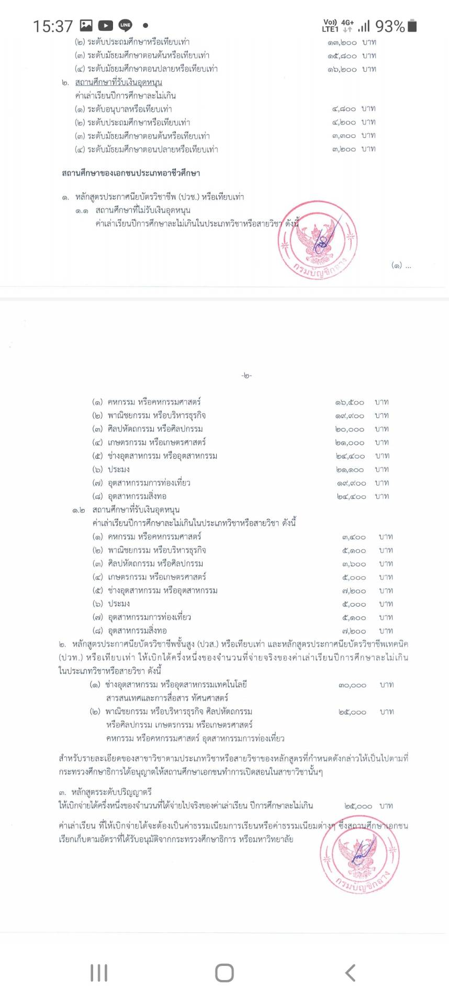 15:37 LINE • Vo)) LTE1 4G+ 93%
(๒) ระดับประถมศึกษาหรือเทียบเท่า ๑๓,๒๐๐ บาท
(๓) ระดับมัธยมศึกษาตอนต้นหรือเทียบเท่า ๑๕,๘๐๐ บาท
(๔) ระดับมัธยมศึกษาตอนปลายหรือเทียบเท่า ๑๖,๒๐๐ บาท
๒. สถานศึกษาที่รับเงินอุดหนุน
ค่าเล่าเรียนปีการศึกษาละไม่เกิน
(๑) ระดับอนุบาลหรือเทียบเท่า ๔,๘๐๐ บาท
(๒) ระดับประถมศึกษาหรือเทียบเท่า ๔,๒๐๐ บาท
(๓) ระดับมัธยมศึกษาตอนต้นหรือเทียบเท่า ๓,๓๐๐ บาท
(๔) ระดับมัธยมศึกษาตอนปลายหรือเทียบเท่า ๓,๒๐๐ บาท
สถานศึกษาของเอกชนประเภทอาชีวศึกษา
๑. หลักสูตรประกาศนียบัตรวิชาชีพ (ปวช.) หรือเทียบเท่า
๑.๑ สถานศึกษาที่ไม่รับเงินอุดหนุน
ค่าเล่าเรียนปีการศึกษาละไม่เกินในประเภทวิชาหรือสายวิชา ดังนี้
กรมบัญชีกลาง
(๑) ...
-๒-
(๑) คหกรรม หรือคหกรรมศาสตร์ ๑๖,๕๐๐ บาท
(๒) พาณิชยกรรม หรือบริหารธุรกิจ ๑๙,๙๐๐ บาท
(๓) ศิลปหัตถกรรม หรือศิลปกรรม ๒๐,๐๐๐ บาท
(๔) เกษตรกรรม หรือเกษตรศาสตร์ ๒๑,๐๐๐ บาท
(๕) ช่างอุตสาหกรรม หรืออุตสาหกรรม ๒๔,๔๐๐ บาท
(๖) ประมง ๒๑,๑๐๐ บาท
(๗) อุตสาหกรรมการท่องเที่ยว ๑๙,๙๐๐ บาท
(๘) อุตสาหกรรมสิ่งทอ ๒๔,๔๐๐ บาท
๑.๒ สถานศึกษาที่รับเงินอุดหนุน
ค่าเล่าเรียนปีการศึกษาละไม่เกินในประเภทวิชาหรือสายวิชา ดังนี้
(๑) คหกรรม หรือคหกรรมศาสตร์ ๓,๔๐๐ บาท
(๒) พาณิชยกรรม หรือบริหารธุรกิจ ๕,๑๐๐ บาท
(๓) ศิลปหัตถกรรม หรือศิลปกรรม ๓,๖๐๐ บาท
(๔) เกษตรกรรม หรือเกษตรศาสตร์ ๕,๐๐๐ บาท
(๕) ช่างอุตสาหกรรม หรืออุตสาหกรรม ๗,๒๐๐ บาท
(๖) ประมง ๕,๐๐๐ บาท
(๗) อุตสาหกรรมการท่องเที่ยว ๕,๑๐๐ บาท
(๘) อุตสาหกรรมสิ่งทอ ๗,๒๐๐ บาท
๒. หลักสูตรประกาศนียบัตรวิชาชีพชั้นสูง (ปวส.) หรือเทียบเท่า และหลักสูตรประกาศนียบัตรวิชาชีพเทคนิค
(ปวท.) หรือเทียบเท่า ให้เบิกได้ครึ่งหนึ่งของจำนวนที่จ่ายจริงของค่าเล่าเรียนปีการศึกษาละไม่เกิน
ในประเภทวิชาหรือสายวิชา ดังนี้
(๑) ช่างอุตสาหกรรม หรืออุตสาหกรรมเทคโนโลยี ๓๐,๐๐๐ บาท
สารสนเทศและการสื่อสาร ทัศนศาสตร์
(๒) พาณิชยกรรม หรือบริหารธุรกิจ ศิลปหัตถกรรม ๒๕,๐๐๐ บาท
หรือศิลปกรรม เกษตรกรรม หรือเกษตรศาสตร์
คหกรรม หรือคหกรรมศาสตร์ อุตสาหกรรมการท่องเที่ยว
สำหรับรายละเอียดของสาขาวิชาตามประเภทวิชาหรือสายวิชาของหลักสูตรที่กำหนดดังกล่าวให้เป็นไปตามที่
กระทรวงศึกษาธิการได้อนุญาตให้สถานศึกษาเอกชนทำการเปิดสอนในสาขาวิชานั้นๆ
๓. หลักสูตรระดับปริญญาตรี
ให้เบิกจ่ายได้ครึ่งหนึ่งของจำนวนที่ได้จ่ายไปจริงของค่าเล่าเรียน ปีการศึกษาละไม่เกิน ๒๕,๐๐๐ บาท
ค่าเล่าเรียน ที่ให้เบิกจ่ายได้จะต้องเป็นค่าธรรมเนียมการเรียนหรือค่าธรรมเนียมต่างๆ ซึ่งสถานศึกษาเอกชน
เรียกเก็บตามอัตราที่ได้รับอนุมัติจากกระทรวงศึกษาธิการ หรือมหาวิทยาลัย
กรมบัญชีกลาง